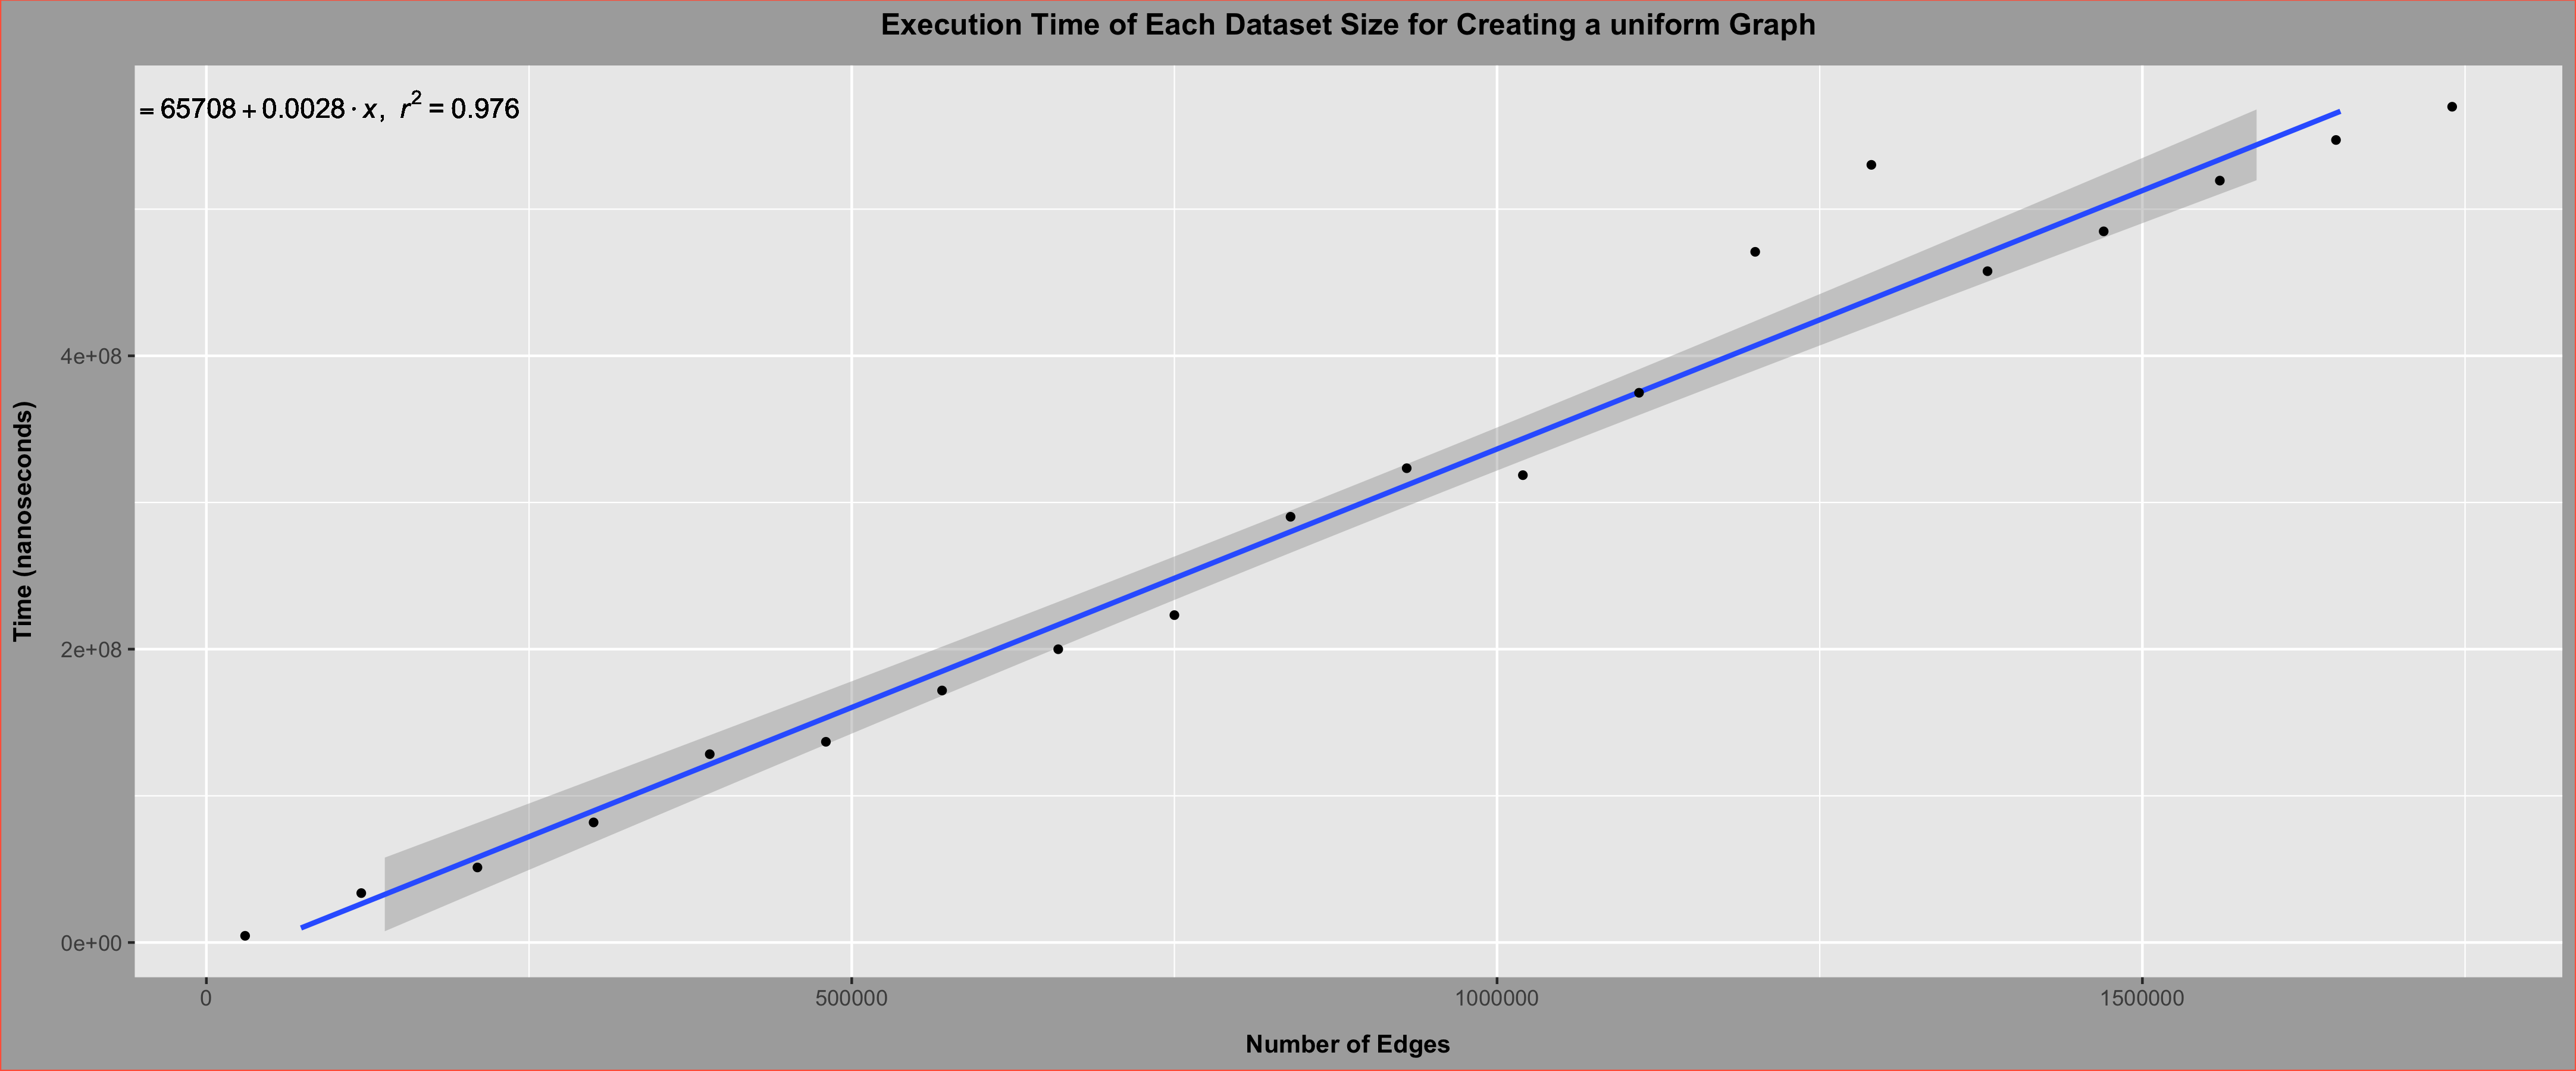 Execution Time of Each Dataset Size for Creating a uniform Graph
= 65708 + 0.0028 · x, r² = 0.976
4e+08
2e+08
0e+00
Time (nanoseconds)
0 500000 1000000 1500000
Number of Edges